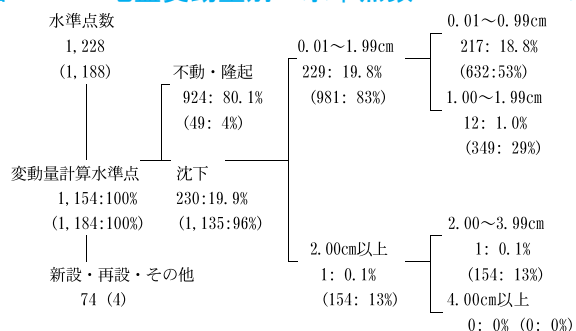 水準点数
1,228
(1,188)
変動量計算水準点
1,154:100%
(1,184:100%)
新設・再設・その他
74 (4)
不動・隆起
924: 80.1%
(49: 4%)
沈下
230:19.9%
(1,135:96%)
0.01～1.99cm
229: 19.8%
(981: 83%)
2.00cm以上
1: 0.1%
(154: 13%)
0.01～0.99cm
217: 18.8%
(632:53%)
1.00～1.99cm
12: 1.0%
(349: 29%)
2.00～3.99cm
1: 0.1%
(154: 13%)
4.00cm以上
0: 0% (0: 0%)